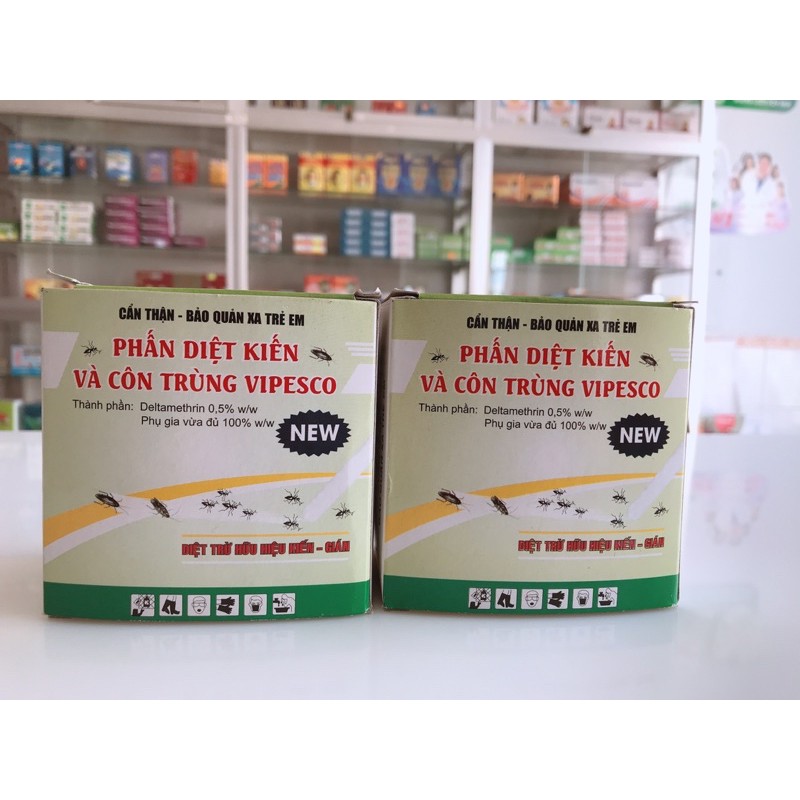 CẨN THẬN - BẢO QUẢN XA TRẺ EM
PHẤN DIỆT KIẾN
VÀ CÔN TRÙNG VIPESCO
Thành phần: Deltamethrin 0,5% w/w
Phụ gia vừa đủ 100% w/w
NEW
DIỆT TRỪ HỮU HIỆU KIẾN - GIÁN
CẨN THẬN - BẢO QUẢN XA TRẺ EM
PHẤN DIỆT KIẾN
VÀ CÔN TRÙNG VIPESCO
Thành phần: Deltamethrin 0,5% w/w
Phụ gia vừa đủ 100% w/w
NEW
DIỆT TRỪ HỮU HIỆU KIẾN - GIÁN